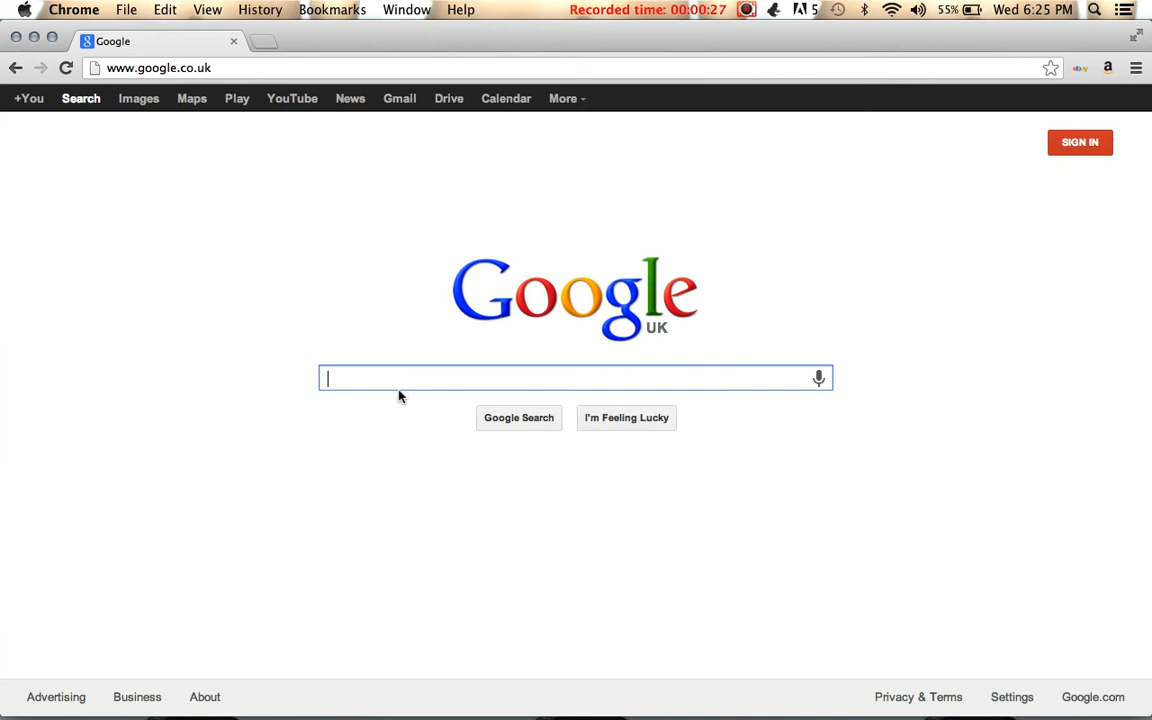 Chrome File Edit View History Bookmarks Window Help Recorded time: 00:00:27 5 55% Wed 6:25 PM
Google
www.google.co.uk ebay a
+You Search Images Maps Play YouTube News Gmail Drive Calendar More
SIGN IN
Google
UK
Google Search I'm Feeling Lucky
Advertising Business About Privacy & Terms Settings Google.com